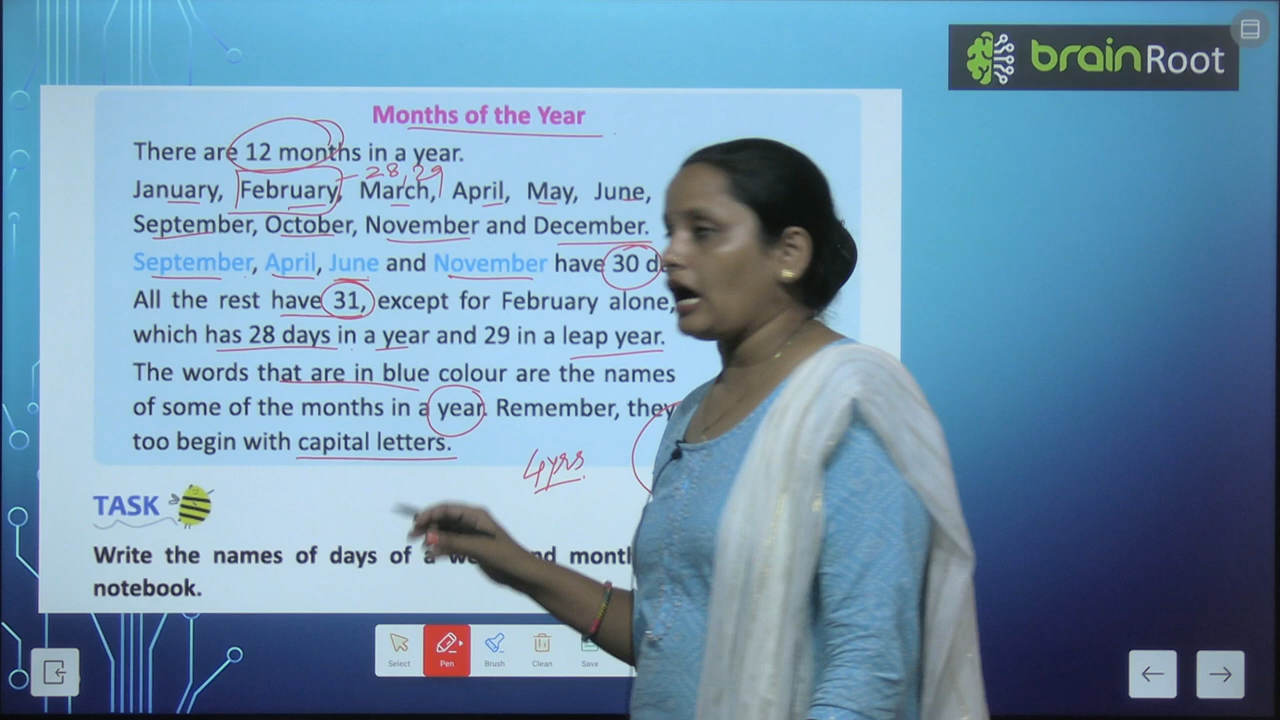 brainRoot
Months of the Year
There are 12 months in a year.
28, 29
January, February, March, April, May, June,
September, October, November and December.
September, April, June and November have 30
All the rest have 31, except for February alone,
which has 28 days in a year and 29 in a leap year.
The words that are in blue colour are the names
of some of the months in a year. Remember, they
too begin with capital letters.
4yrs.
TASK
Write the names of days of a
notebook.
Select Pen Brush Clean Save